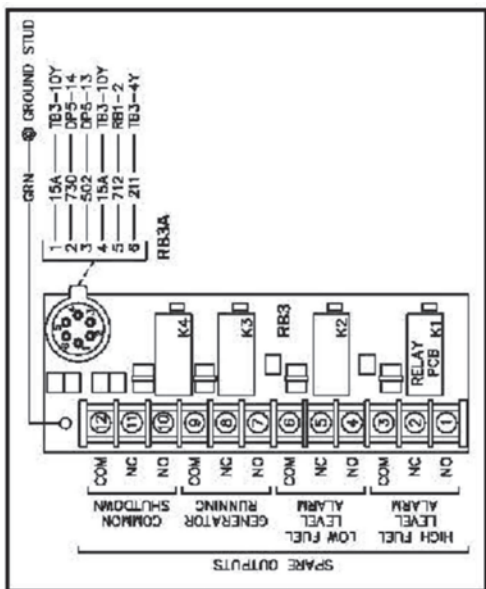 GROUND STUD
GRN
1 15A TB3-10Y
2 730 DP5-14
3 502 DP5-13
4 15A TB3-10Y
5 712 RB1-2
6 211 TB3-4Y
RB3A
K4
K3
RB3
K2
RELAY
PCB
K1
12
11
10
9
8
7
6
5
4
3
2
1
COM
NC
NO
COM
NC
NO
COM
NC
NO
COM
NC
NO
COMMON
SHUTDOWN
GENERATOR
RUNNING
LOW FUEL
LEVEL
ALARM
HIGH FUEL
LEVEL
ALARM
SPARE OUTPUTS